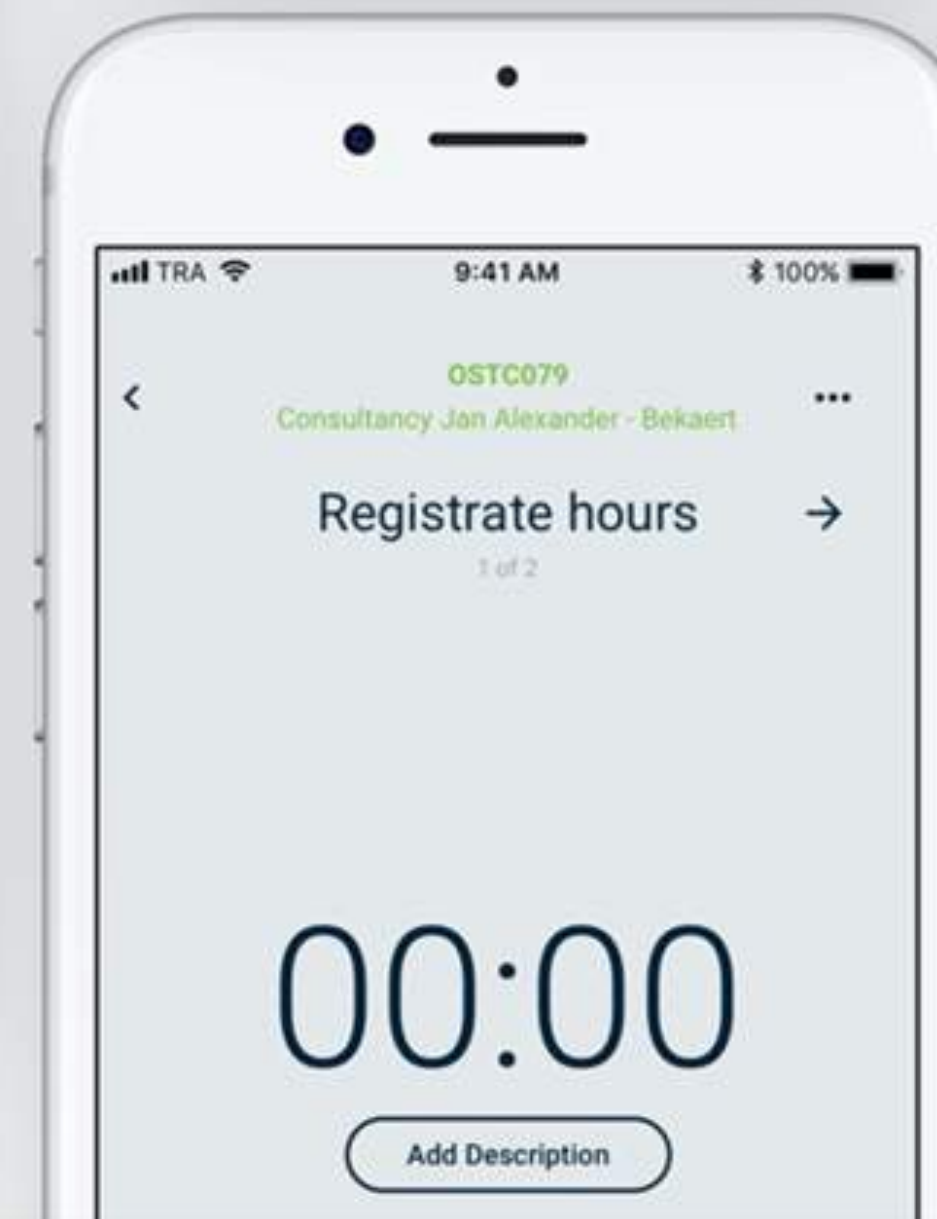 TRA 9:41 AM 100%
OSTC079
Consultancy Jan Alexander - Bekaert
Registrate hours
1 of 2
00:00
Add Description